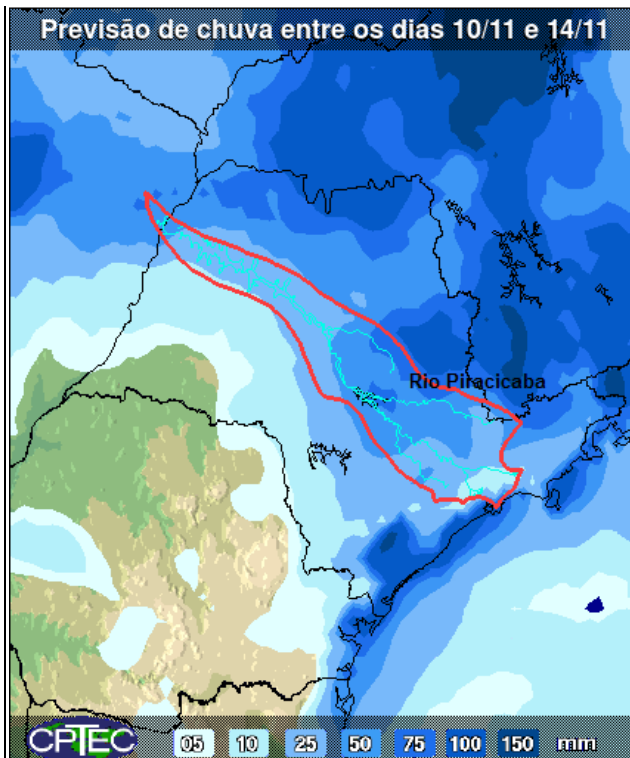 Previsão de chuva entre os dias 10/11 e 14/11
Rio Piracicaba
CPTEC 05 10 25 50 75 100 150 mm